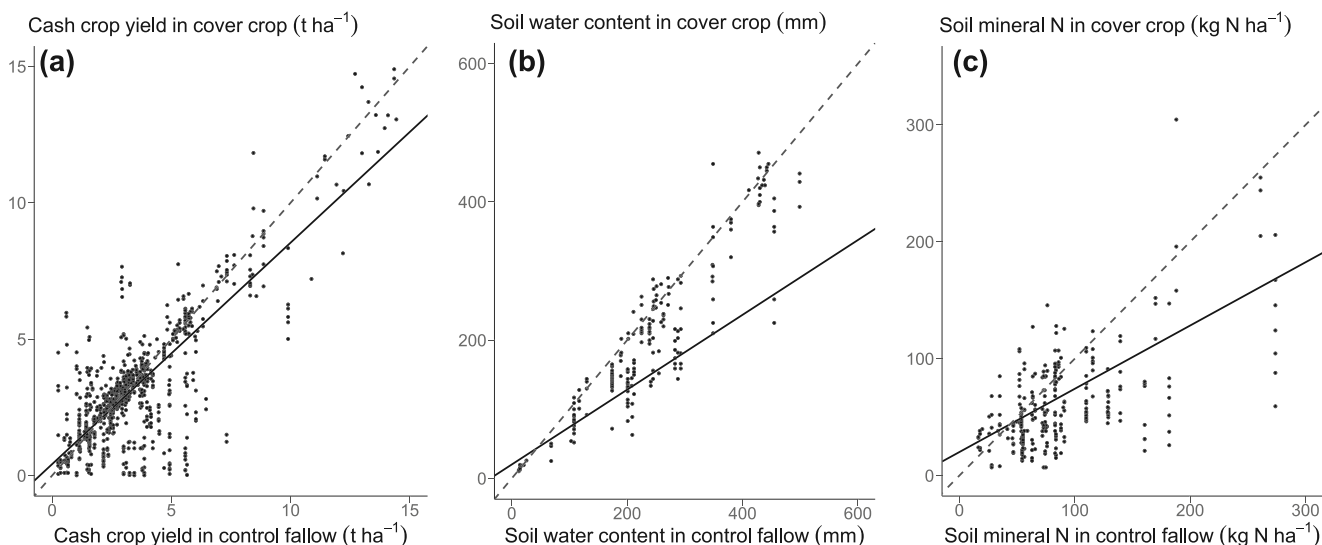 Cash crop yield in cover crop (t ha⁻¹)
(a)
15
10
5
0
0 5 10 15
Cash crop yield in control fallow (t ha⁻¹)
Soil water content in cover crop (mm)
(b)
600
400
200
0
0 200 400 600
Soil water content in control fallow (mm)
Soil mineral N in cover crop (kg N ha⁻¹)
(c)
300
200
100
0
0 100 200 300
Soil mineral N in control fallow (kg N ha⁻¹)